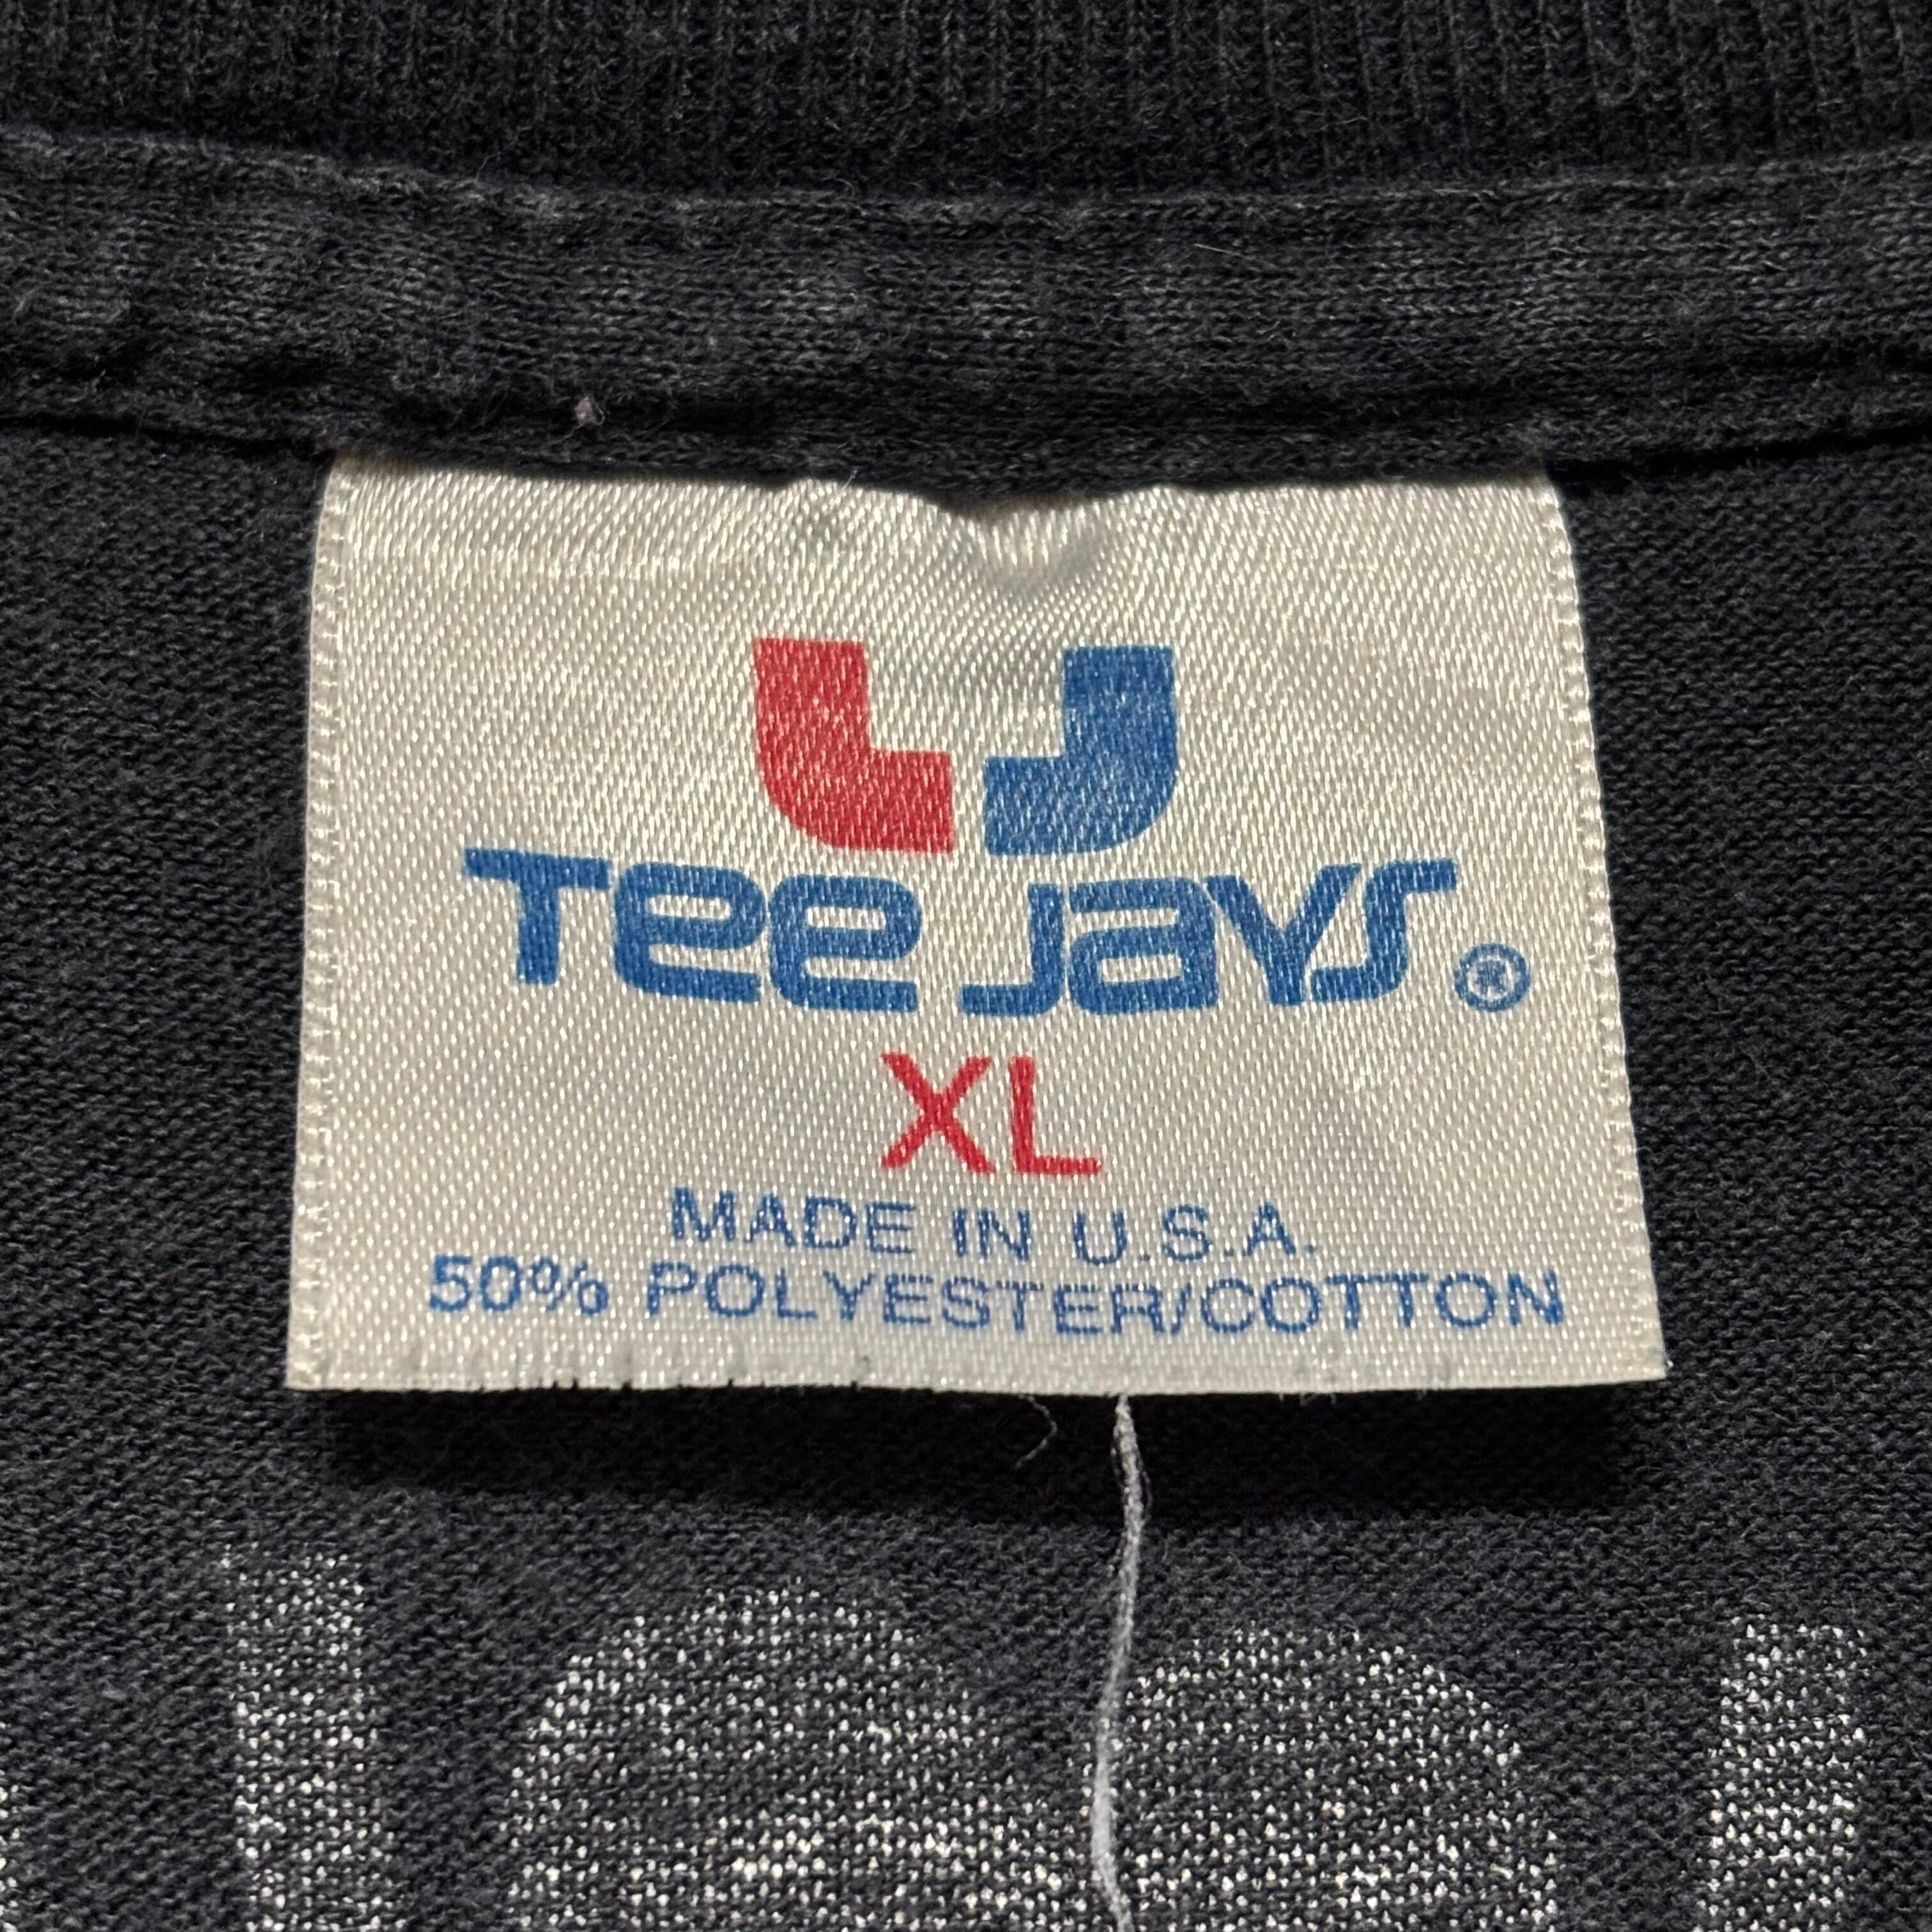 Tee Jays ®
XL
MADE IN U.S.A.
50% POLYESTER/COTTON